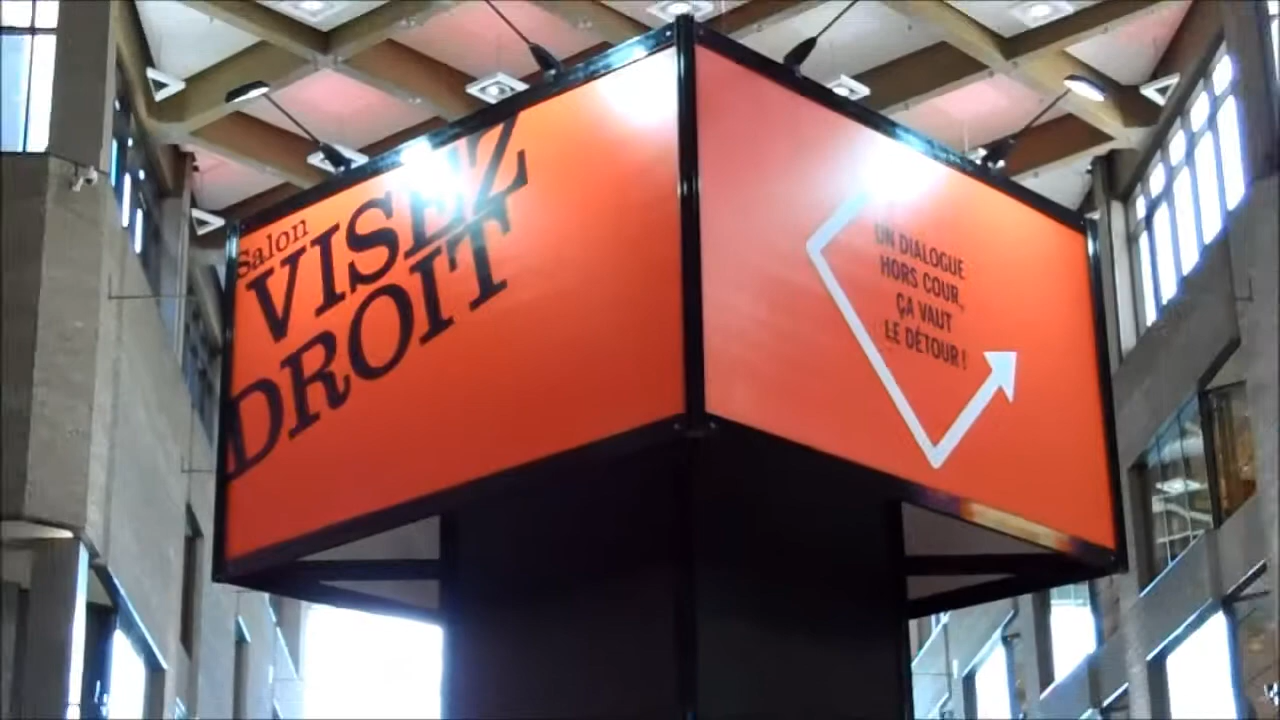 Salon
VISEZ
DROIT
UN DIALOGUE
HORS COUR,
ÇA VAUT
LE DÉTOUR !